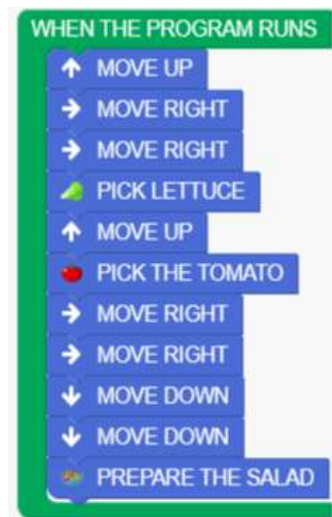 WHEN THE PROGRAM RUNS
MOVE UP
MOVE RIGHT
MOVE RIGHT
PICK LETTUCE
MOVE UP
PICK THE TOMATO
MOVE RIGHT
MOVE RIGHT
MOVE DOWN
MOVE DOWN
PREPARE THE SALAD